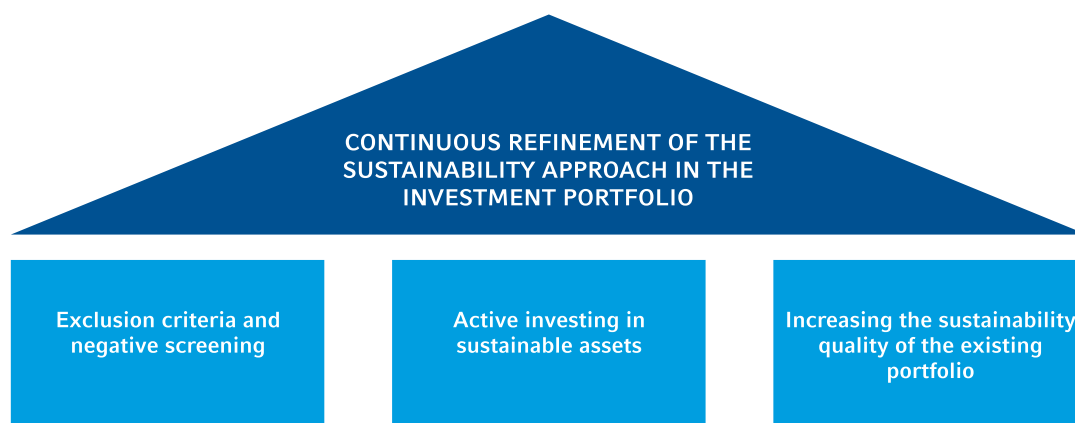 CONTINUOUS REFINEMENT OF THE
SUSTAINABILITY APPROACH IN THE
INVESTMENT PORTFOLIO
Exclusion criteria and
negative screening
Active investing in
sustainable assets
Increasing the sustainability
quality of the existing
portfolio